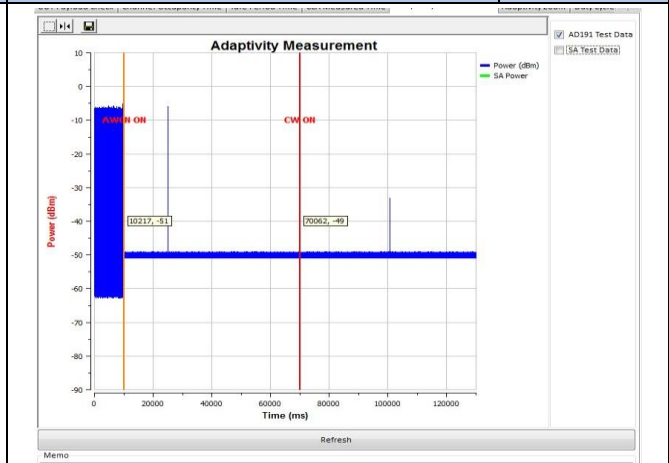 Adaptivity Measurement
AD191 Test Data
SA Test Data
Power (dBm)
SA Power
10
0
-10
-20
-30
-40
-50
-60
-70
-80
-90
Power (dBm)
AWGN ON
CW ON
10217, -51
70062, -49
0
20000
40000
60000
80000
100000
120000
Time (ms)
Refresh
Memo